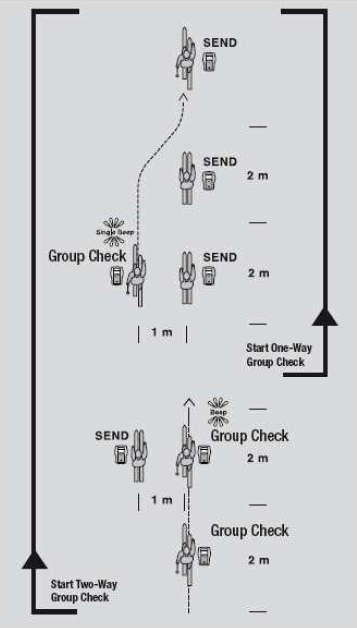 SEND
SEND
2 m
Single Beep
Group Check
SEND
2 m
1 m
Start One-Way
Group Check
Beep
SEND
Group Check
2 m
1 m
Group Check
2 m
Start Two-Way
Group Check